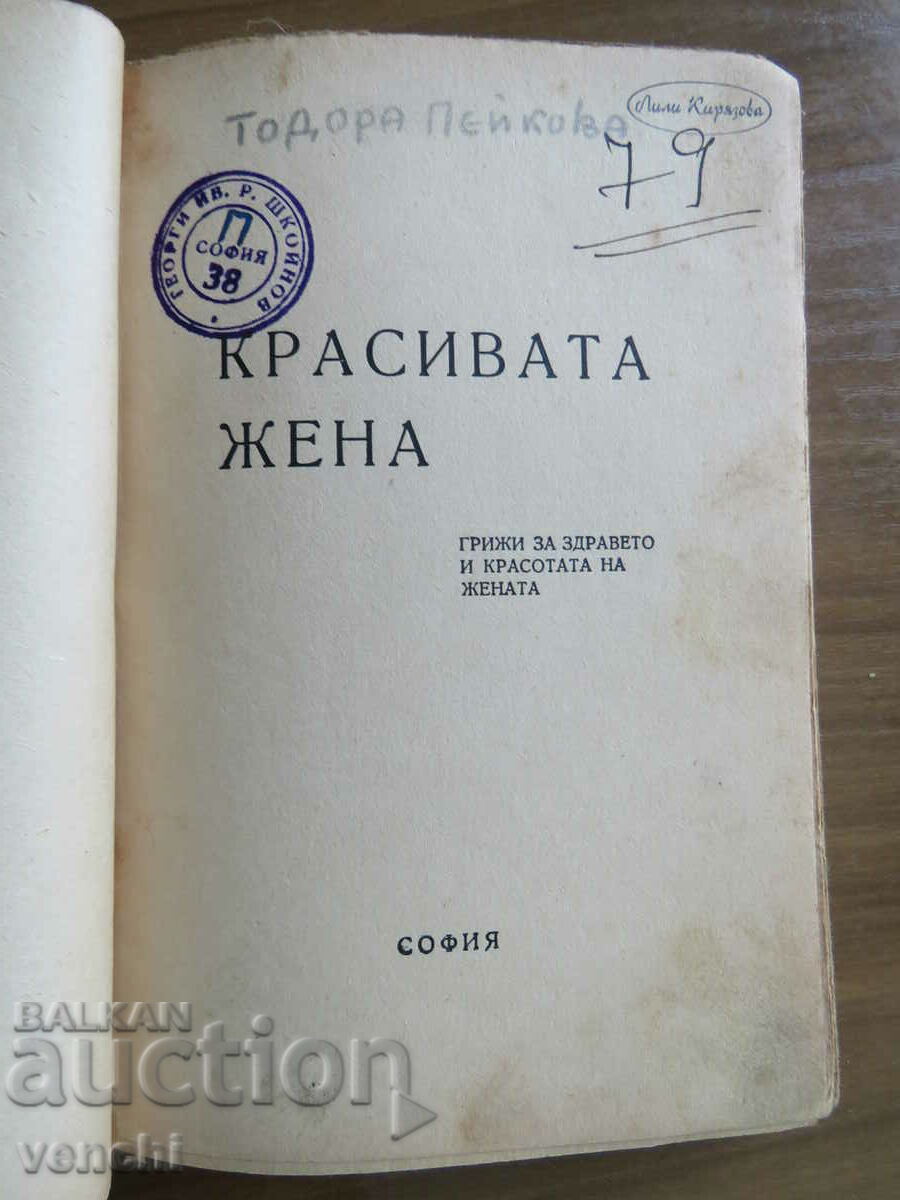 Лили Кирязова
ТОДОРА ПЕЙКОВА
79
ГЕОРГИ ИВ. Р. ШКОЙНОВ
П
СОФИЯ
38
КРАСИВАТА
ЖЕНА
ГРИЖИ ЗА ЗДРАВЕТО
И КРАСОТАТА НА
ЖЕНАТА
СОФИЯ
BALKAN
auction
venchi